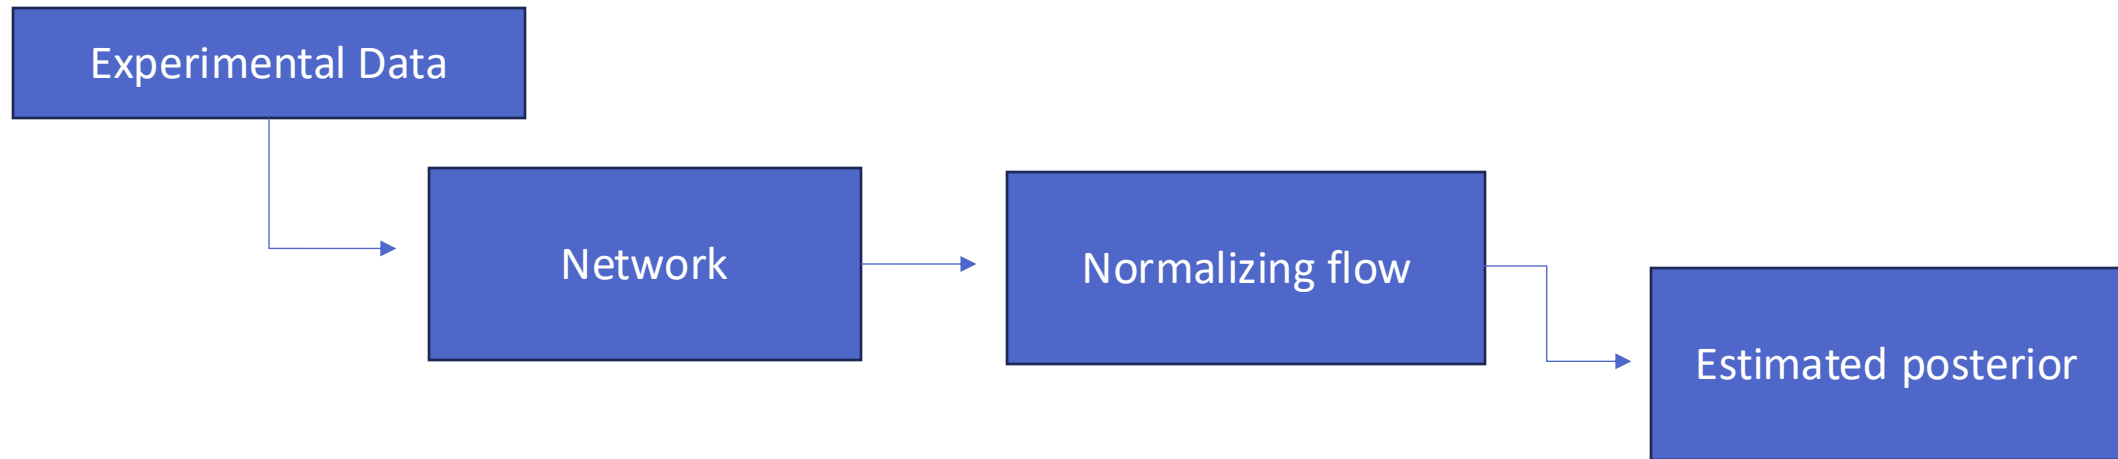 Experimental Data
Network
Normalizing flow
Estimated posterior